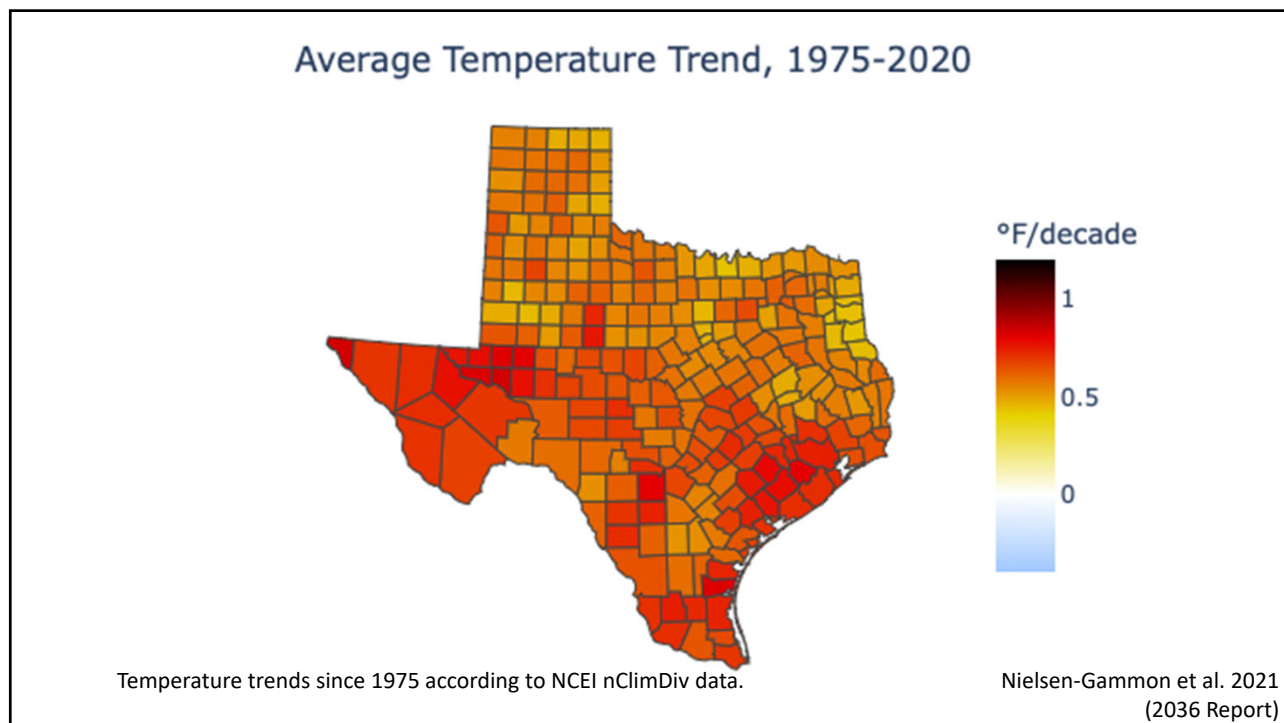 Average Temperature Trend, 1975-2020
°F/decade
1
0.5
0
Temperature trends since 1975 according to NCEI nClimDiv data.
Nielsen-Gammon et al. 2021
(2036 Report)